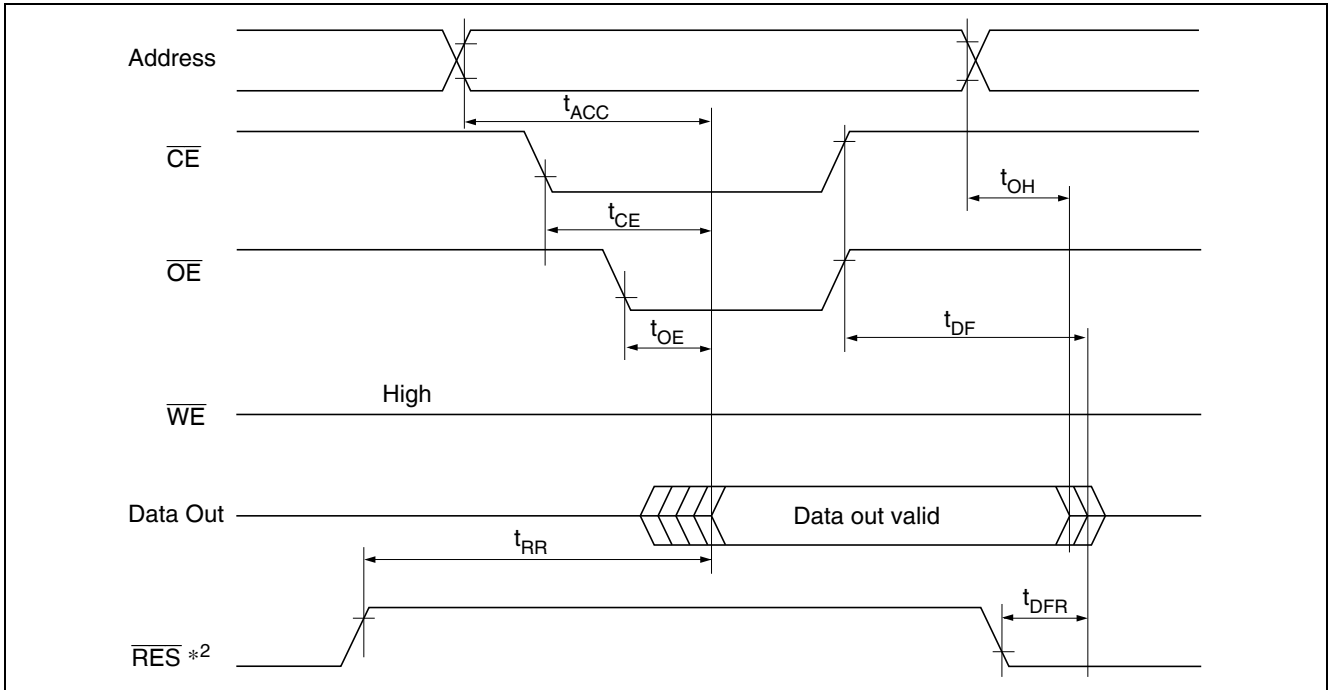 Address
tACC
CE
tOH
tCE
OE
tDF
tOE
High
WE
Data Out
Data out valid
tRR
tDFR
RES *2